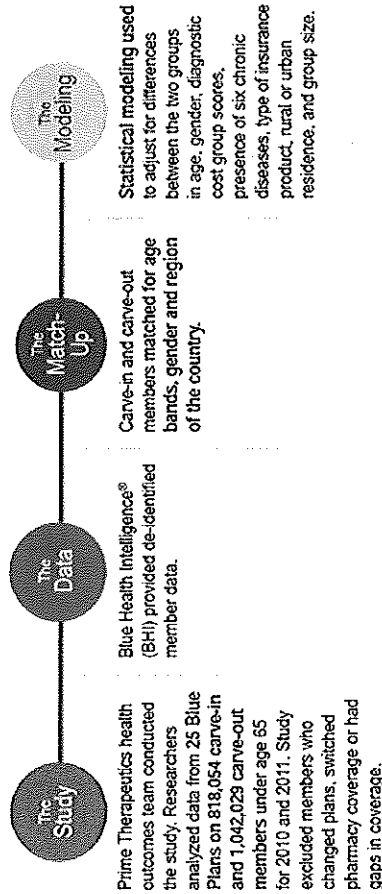 The
Study
Prime Therapeutics health
outcomes team conducted
the study. Researchers
analyzed data from 25 Blue
Plans on 818,054 carve-in
and 1,042,029 carve-out
members under age 65
for 2010 and 2011. Study
excluded members who
changed plans, switched
pharmacy coverage or had
gaps in coverage.
The
Data
Blue Health Intelligence®
(BHI) provided de-identified
member data.
The
Match-
Up
Carve-in and carve-out
members matched for age
bands, gender and region
of the country.
The
Modeling
Statistical modeling used
to adjust for differences
between the two groups
in age, gender, diagnostic
cost group scores,
presence of six chronic
diseases, type of insurance
product, rural or urban
residence, and group size.